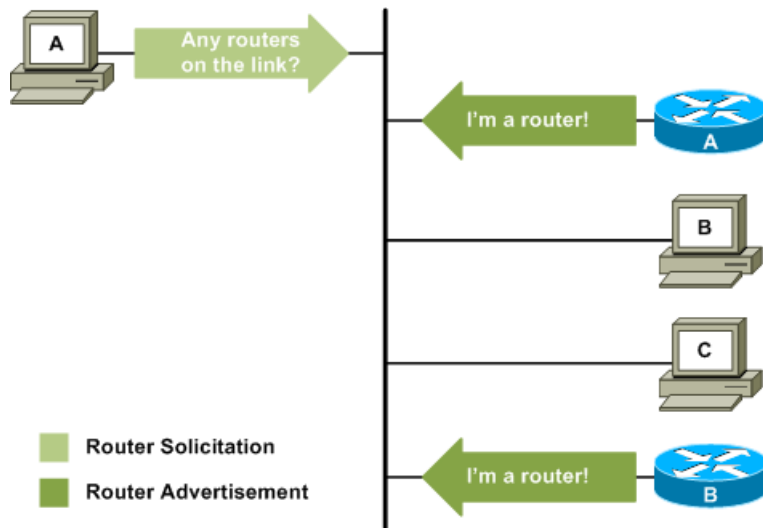 A
Any routers
on the link?
I'm a router!
A
B
C
Router Solicitation
Router Advertisement
I'm a router!
B